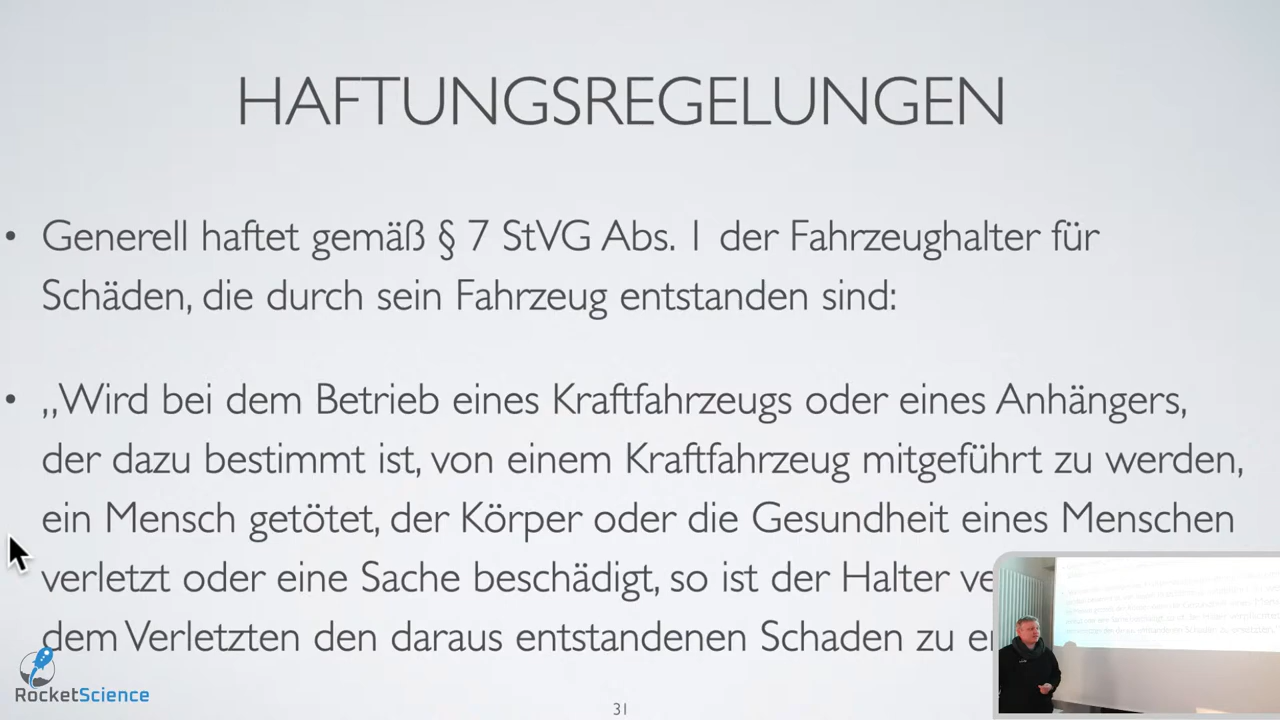 HAFTUNGSREGELUNGEN
• Generell haftet gemäß § 7 StVG Abs. 1 der Fahrzeughalter für
Schäden, die durch sein Fahrzeug entstanden sind:
• „Wird bei dem Betrieb eines Kraftfahrzeugs oder eines Anhängers,
der dazu bestimmt ist, von einem Kraftfahrzeug mitgeführt zu werden,
ein Mensch getötet, der Körper oder die Gesundheit eines Menschen
verletzt oder eine Sache beschädigt, so ist der Halter ve
dem Verletzten den daraus entstandenen Schaden zu er
RocketScience
31